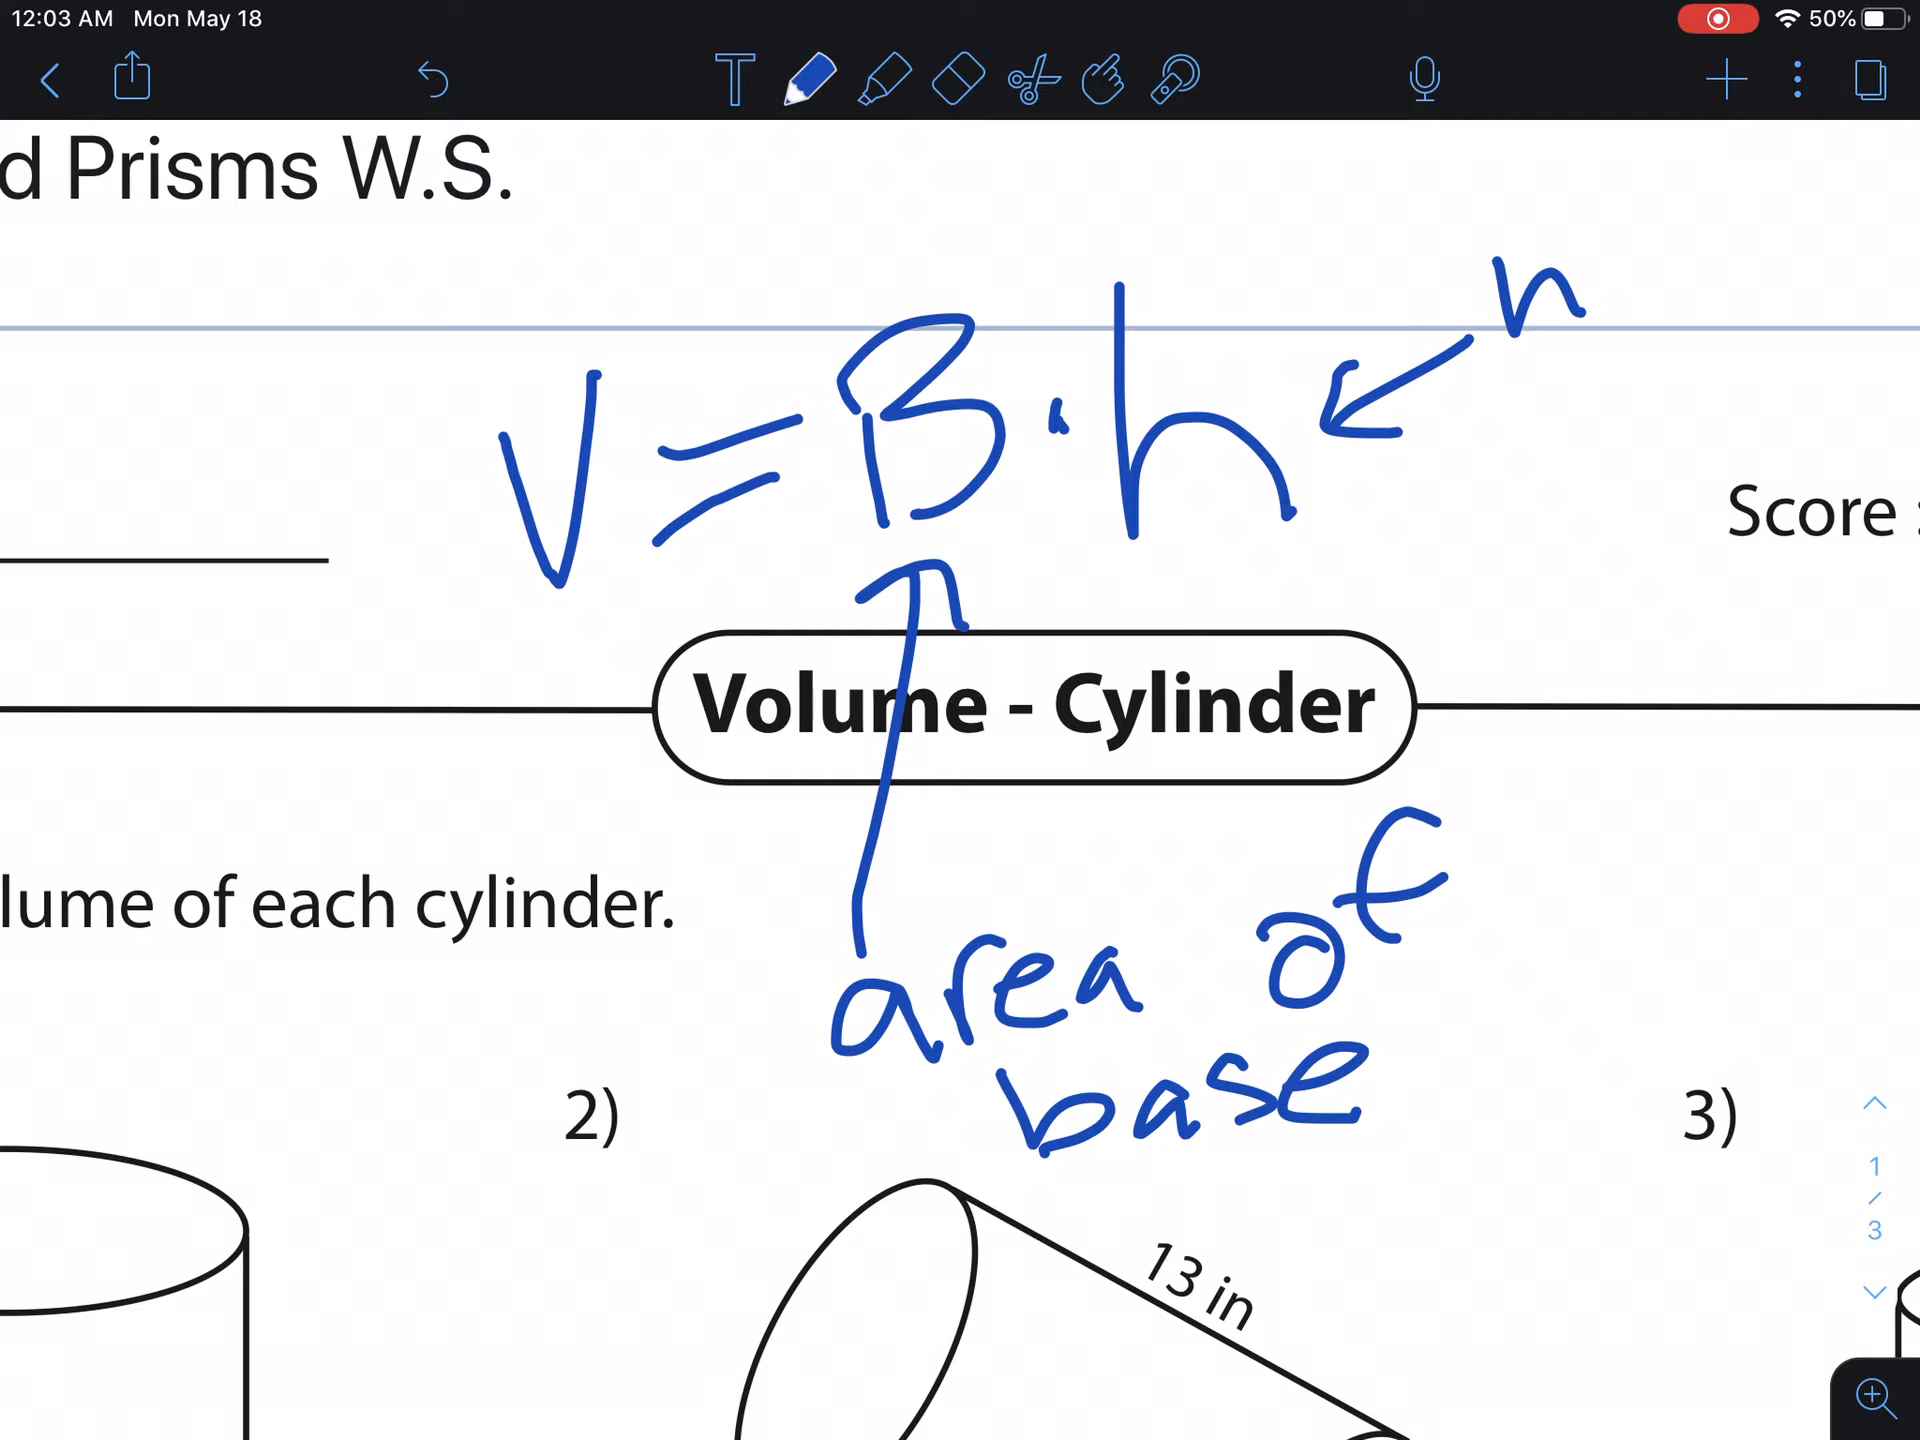 12:03 AM Mon May 18
50%
T
d Prisms W.S.
n
V = B · h
Score :
Volume - Cylinder
lume of each cylinder.
area of
base
2)
3)
13 in
1
/
3